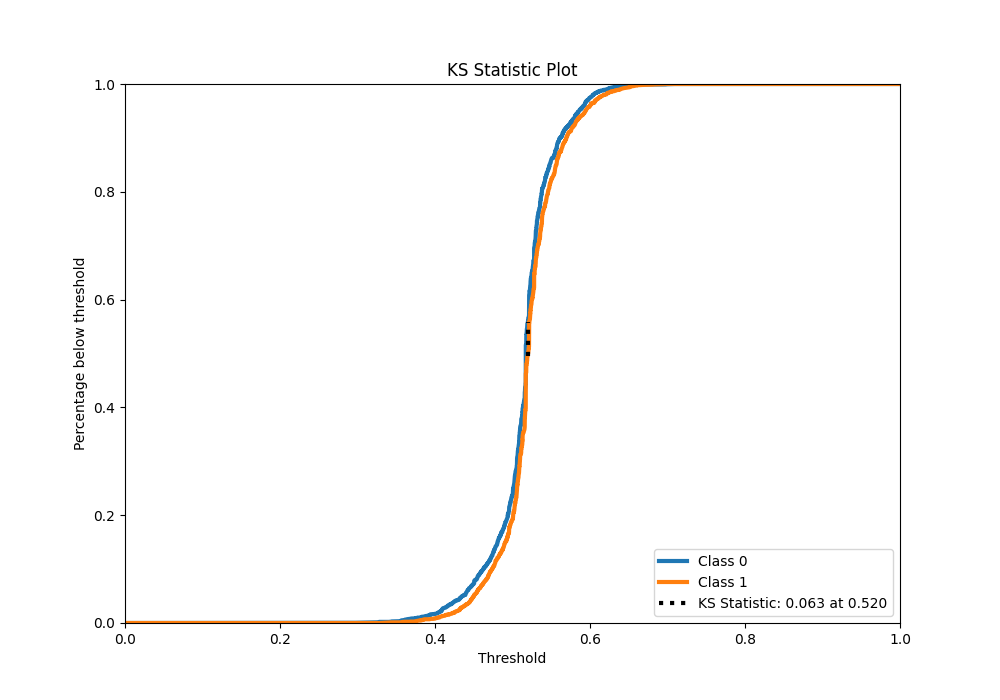 KS Statistic Plot
1.0
0.8
0.6
0.4
0.2
0.0
Percentage below threshold
0.0 0.2 0.4 0.6 0.8 1.0
Threshold
Class 0
Class 1
KS Statistic: 0.063 at 0.520